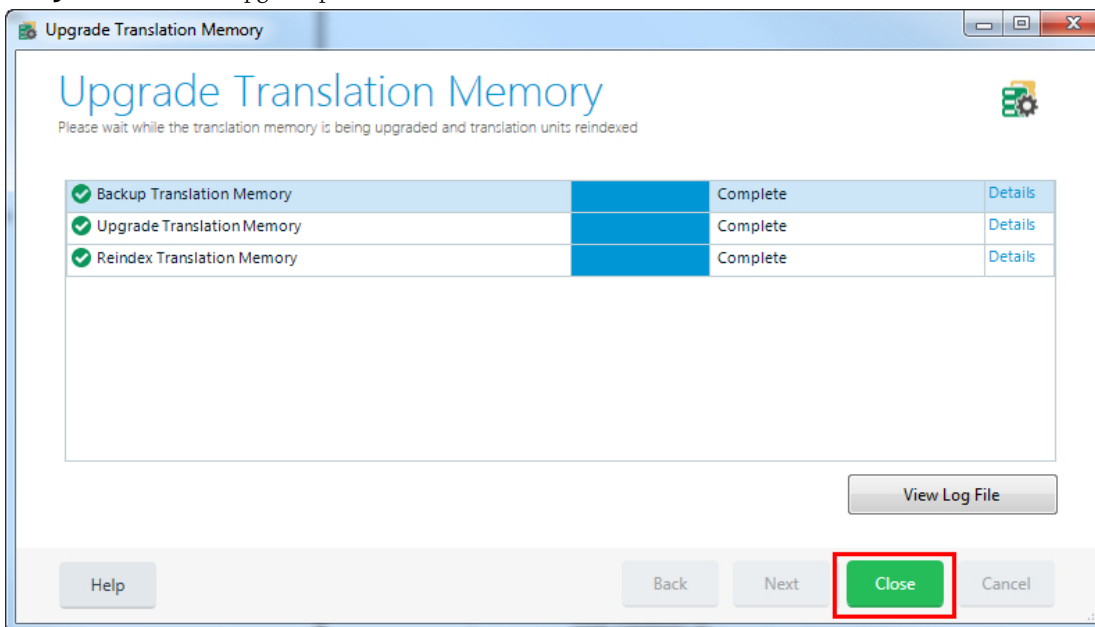 Upgrade Translation Memory
Upgrade Translation Memory
Please wait while the translation memory is being upgraded and translation units reindexed
Backup Translation Memory Complete Details
Upgrade Translation Memory Complete Details
Reindex Translation Memory Complete Details
View Log File
Help Back Next Close Cancel